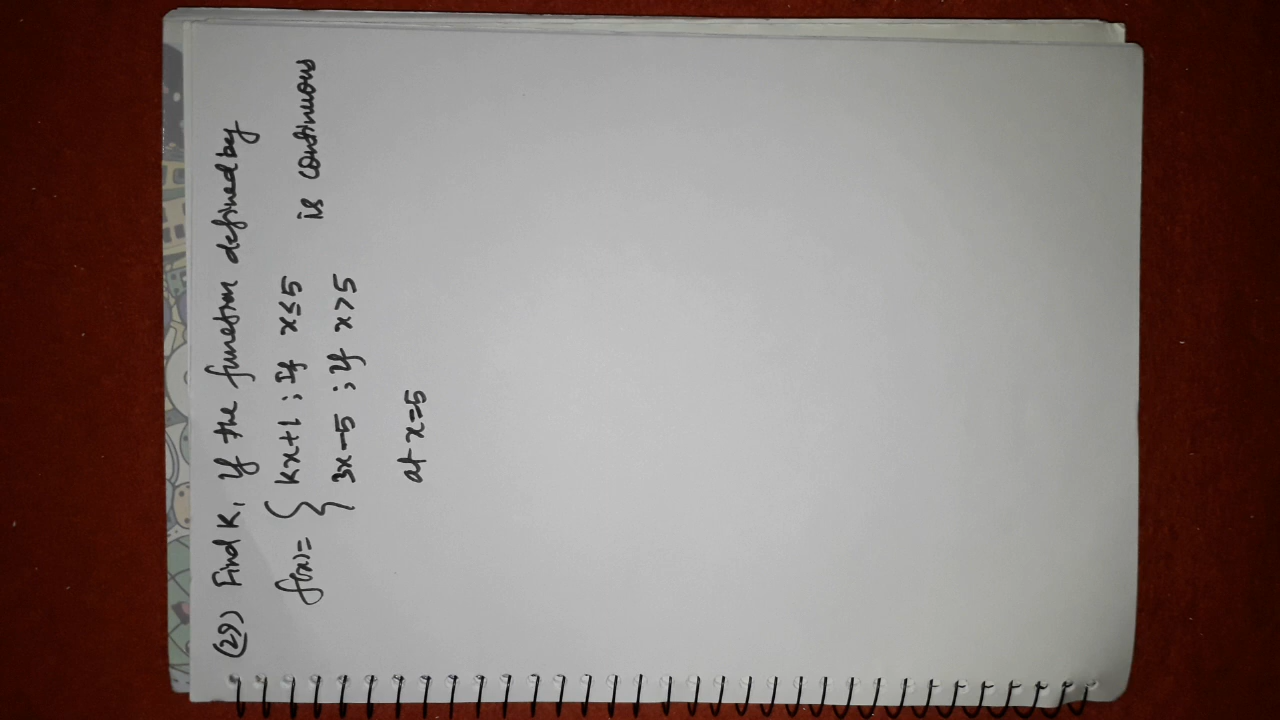 (29) Find K, if the function defined by
f(x)= { Kx+1 ; If x≤5 is continuous
3x-5 ; if x>5
at x=5